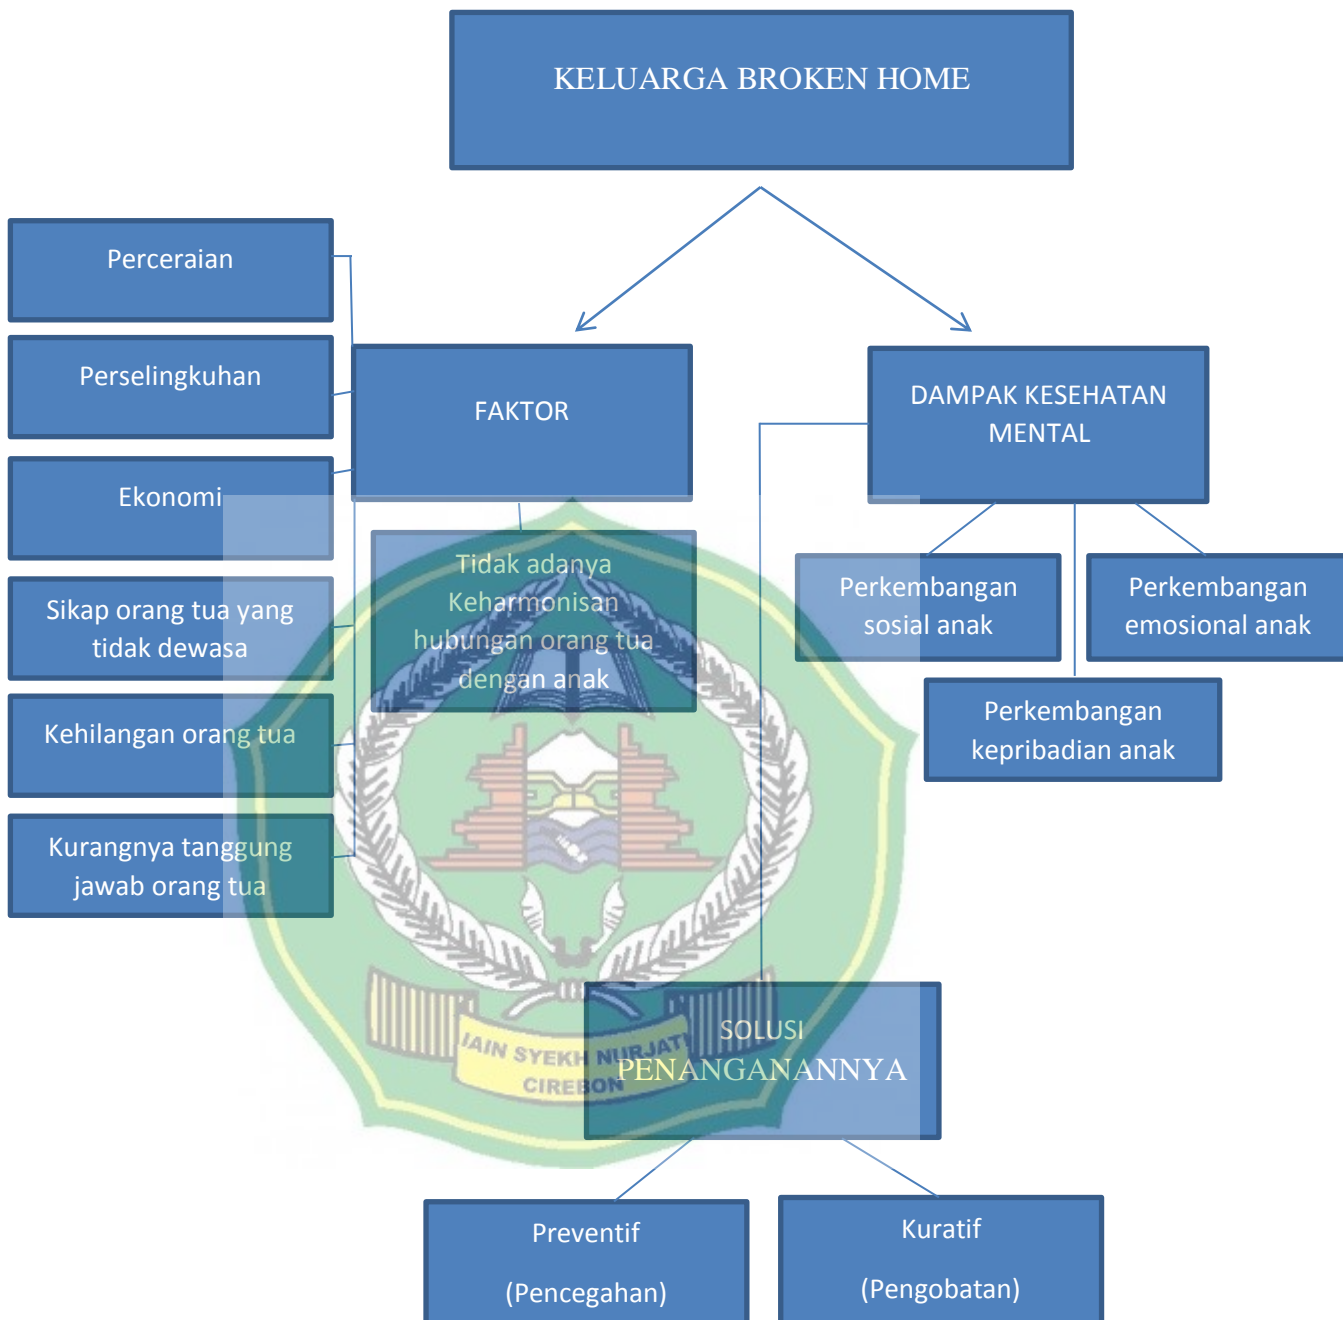 KELUARGA BROKEN HOME
Perceraian
Perselingkuhan
Ekonomi
Sikap orang tua yang
tidak dewasa
Kehilangan orang tua
Kurangnya tanggung
jawab orang tua
FAKTOR
Tidak adanya
Keharmonisan
hubungan orang tua
dengan anak
DAMPAK KESEHATAN
MENTAL
Perkembangan
sosial anak
Perkembangan
emosional anak
Perkembangan
kepribadian anak
IAIN SYEKH NURJATI
CIREBON
SOLUSI
PENANGANANNYA
Preventif
(Pencegahan)
Kuratif
(Pengobatan)